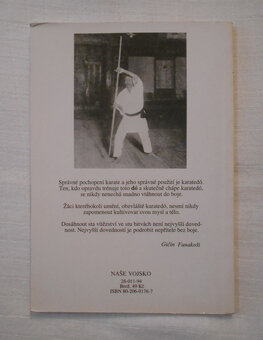 Správné pochopení karate a jeho správné použití je karatedó.
Ten, kdo opravdu trénuje toto dó a skutečně chápe karatedó,
se nikdy nenechá snadno vtáhnout do boje.
Žáci kteréhokoli umění, obzvláště karatedó, nesmí nikdy
zapomenout kultivovat svou mysl a tělo.
Dosáhnout sta vítězství ve sta bitvách není nejvyšší doved-
nost. Nejvyšší dovedností je podrobit nepřítele bez boje.
Gičin Funakoši
NAŠE VOJSKO
28-011-94
Brož. 49 Kč
ISBN 80-206-0176-7